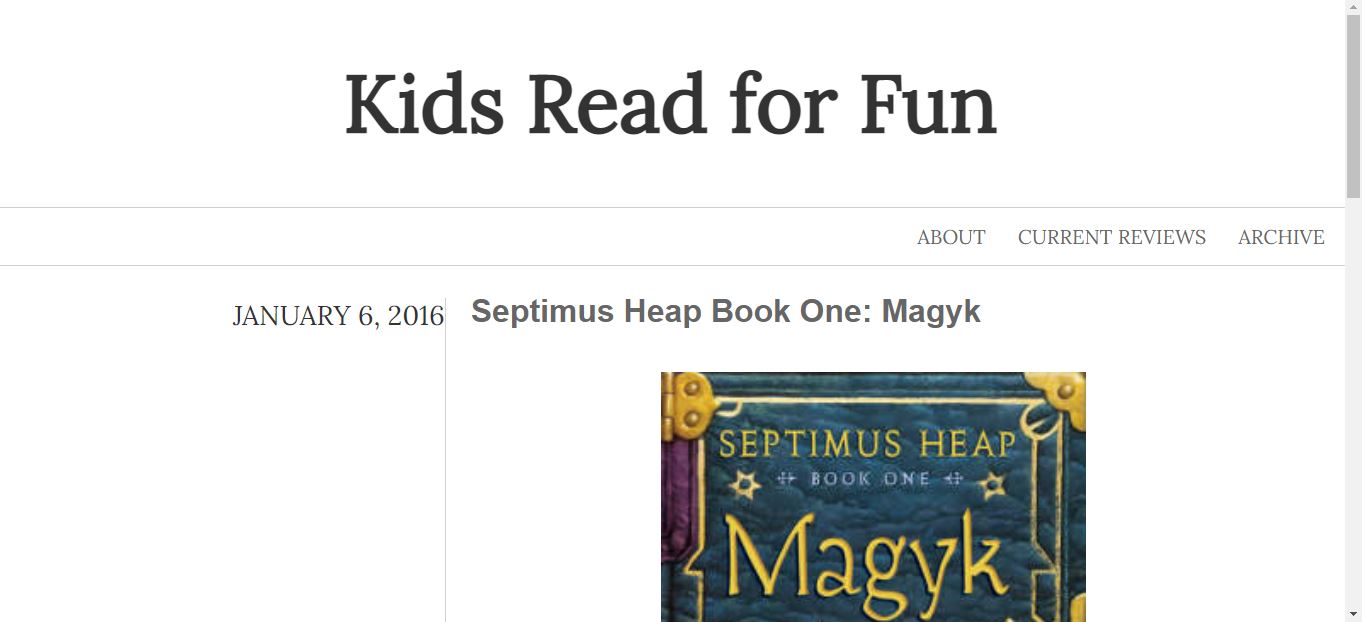 Kids Read for Fun
ABOUT CURRENT REVIEWS ARCHIVE
JANUARY 6, 2016
Septimus Heap Book One: Magyk
SEPTIMUS HEAP
BOOK ONE
Magyk